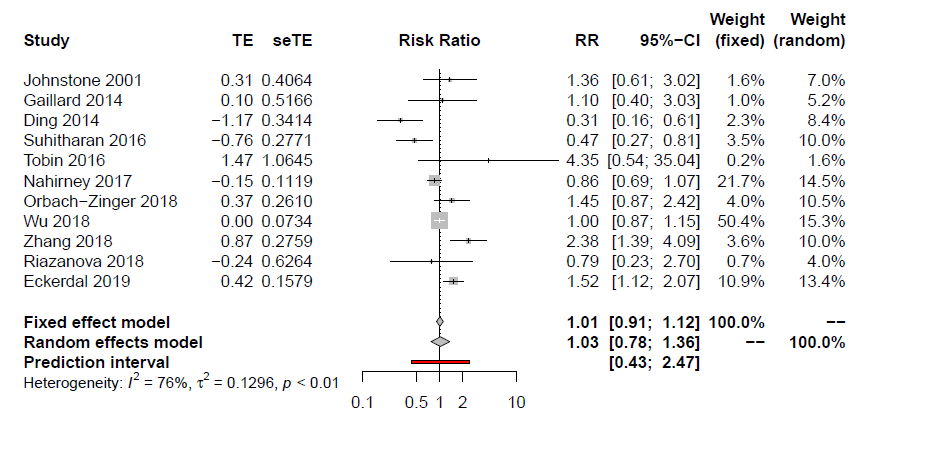 Weight Weight
Study TE seTE Risk Ratio RR 95%−CI (fixed) (random)
Johnstone 2001 0.31 0.4064 1.36 [0.61; 3.02] 1.6% 7.0%
Gaillard 2014 0.10 0.5166 1.10 [0.40; 3.03] 1.0% 5.2%
Ding 2014 −1.17 0.3414 0.31 [0.16; 0.61] 2.3% 8.4%
Suhitharan 2016 −0.76 0.2771 0.47 [0.27; 0.81] 3.5% 10.0%
Tobin 2016 1.47 1.0645 4.35 [0.54; 35.04] 0.2% 1.6%
Nahirney 2017 −0.15 0.1119 0.86 [0.69; 1.07] 21.7% 14.5%
Orbach−Zinger 2018 0.37 0.2610 1.45 [0.87; 2.42] 4.0% 10.5%
Wu 2018 0.00 0.0734 1.00 [0.87; 1.15] 50.4% 15.3%
Zhang 2018 0.87 0.2759 2.38 [1.39; 4.09] 3.6% 10.0%
Riazanova 2018 −0.24 0.6264 0.79 [0.23; 2.70] 0.7% 4.0%
Eckerdal 2019 0.42 0.1579 1.52 [1.12; 2.07] 10.9% 13.4%
Fixed effect model 1.01 [0.91; 1.12] 100.0% −−
Random effects model 1.03 [0.78; 1.36] −− 100.0%
Prediction interval [0.43; 2.47]
Heterogeneity: I² = 76%, τ² = 0.1296, p < 0.01
0.1 0.5 1 2 10